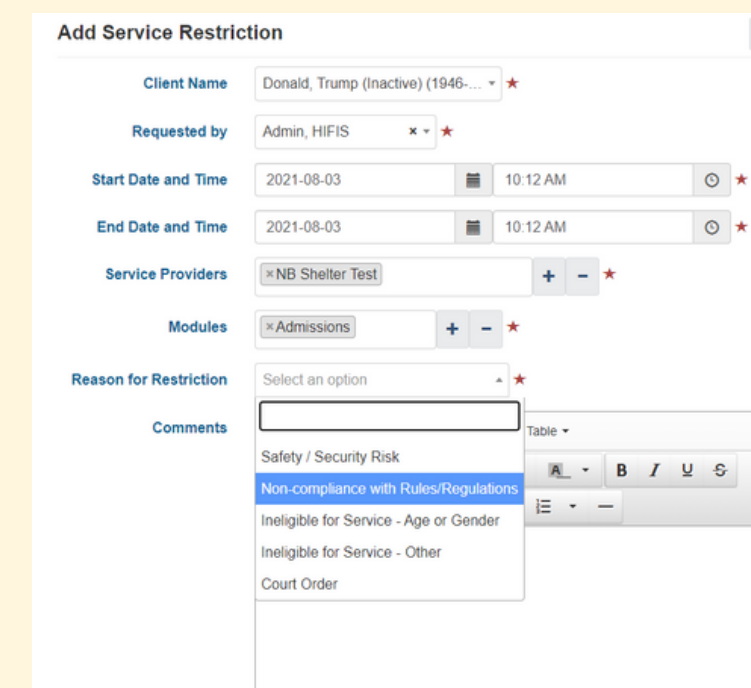 Add Service Restriction
Client Name Donald, Trump (Inactive) (1946-...
Requested by Admin, HIFIS ×
Start Date and Time 2021-08-03 10:12 AM
End Date and Time 2021-08-03 10:12 AM
Service Providers ×NB Shelter Test + −
Modules ×Admissions + −
Reason for Restriction Select an option
Comments Table
Safety / Security Risk
A B I U S
Non-compliance with Rules/Regulations
Ineligible for Service - Age or Gender
Ineligible for Service - Other
Court Order